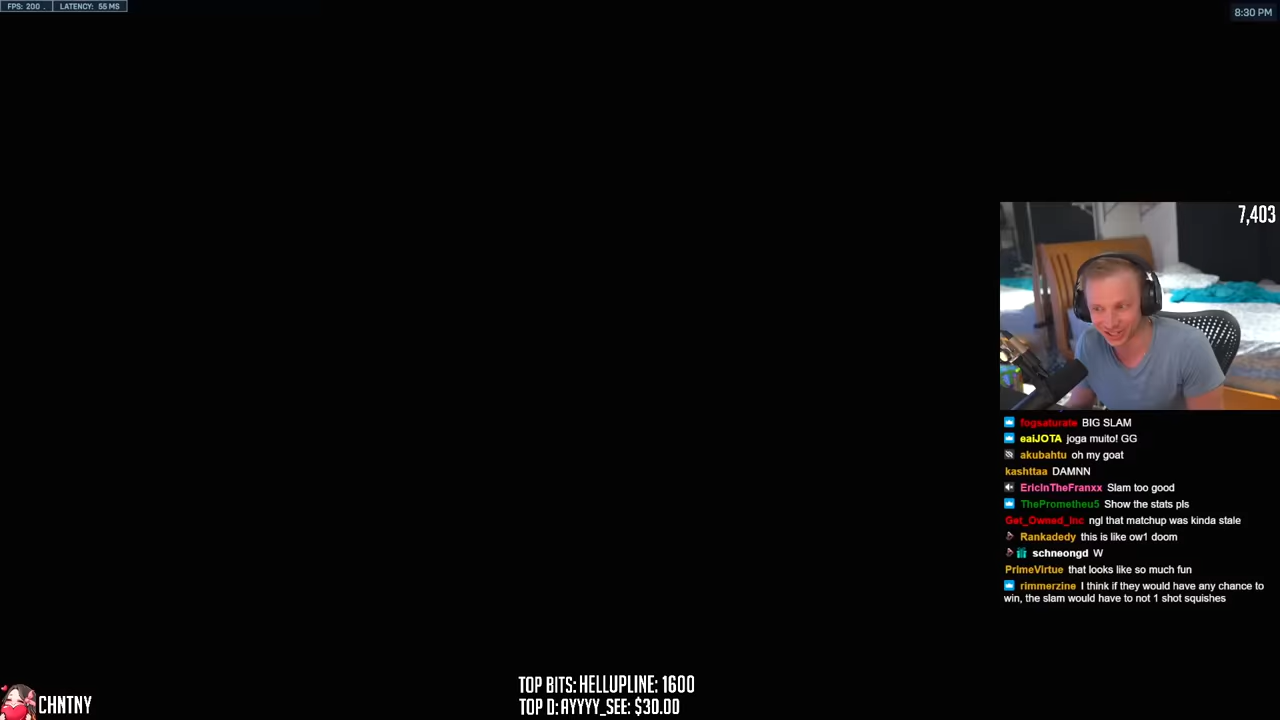 FPS: 200 . LATENCY: 55 MS
8:30 PM
7,403
fogsaturate BIG SLAM
eaiJOTA joga muito! GG
akubahtu oh my goat
kashttaa DAMNN
EricInTheFranxx Slam too good
ThePrometheu5 Show the stats pls
Get_Owned_Inc ngl that matchup was kinda stale
Rankadedy this is like ow1 doom
schneongd W
PrimeVirtue that looks like so much fun
rimmerzine I think if they would have any chance to
win, the slam would have to not 1 shot squishes
TOP BITS: HELLUPLINE: 1600
TOP D: AYYYY_SEE: $30.00
CHNTNY